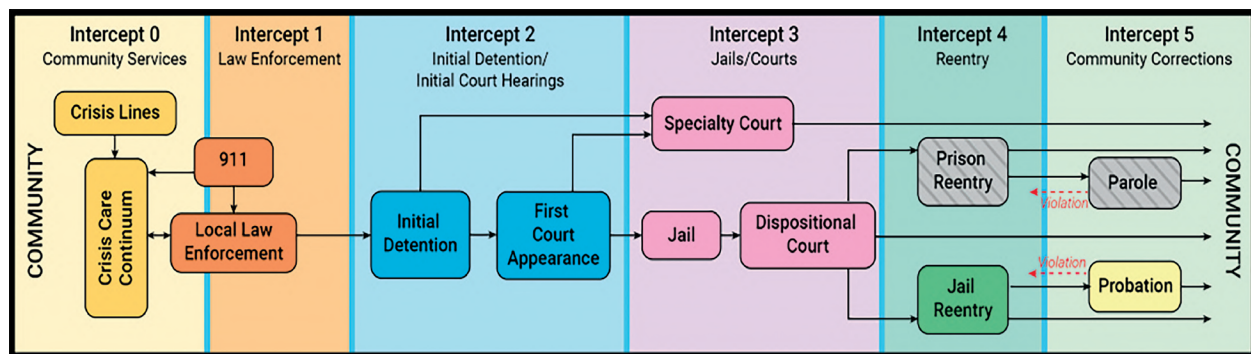 Intercept 0
Community Services
Intercept 1
Law Enforcement
Intercept 2
Initial Detention/
Initial Court Hearings
Intercept 3
Jails/Courts
Intercept 4
Reentry
Intercept 5
Community Corrections
COMMUNITY
Crisis Lines
Crisis Care
Continuum
911
Local Law
Enforcement
Initial
Detention
First
Court
Appearance
Specialty Court
Jail
Dispositional
Court
Prison
Reentry
Parole
Violation
Jail
Reentry
Violation
Probation
COMMUNITY